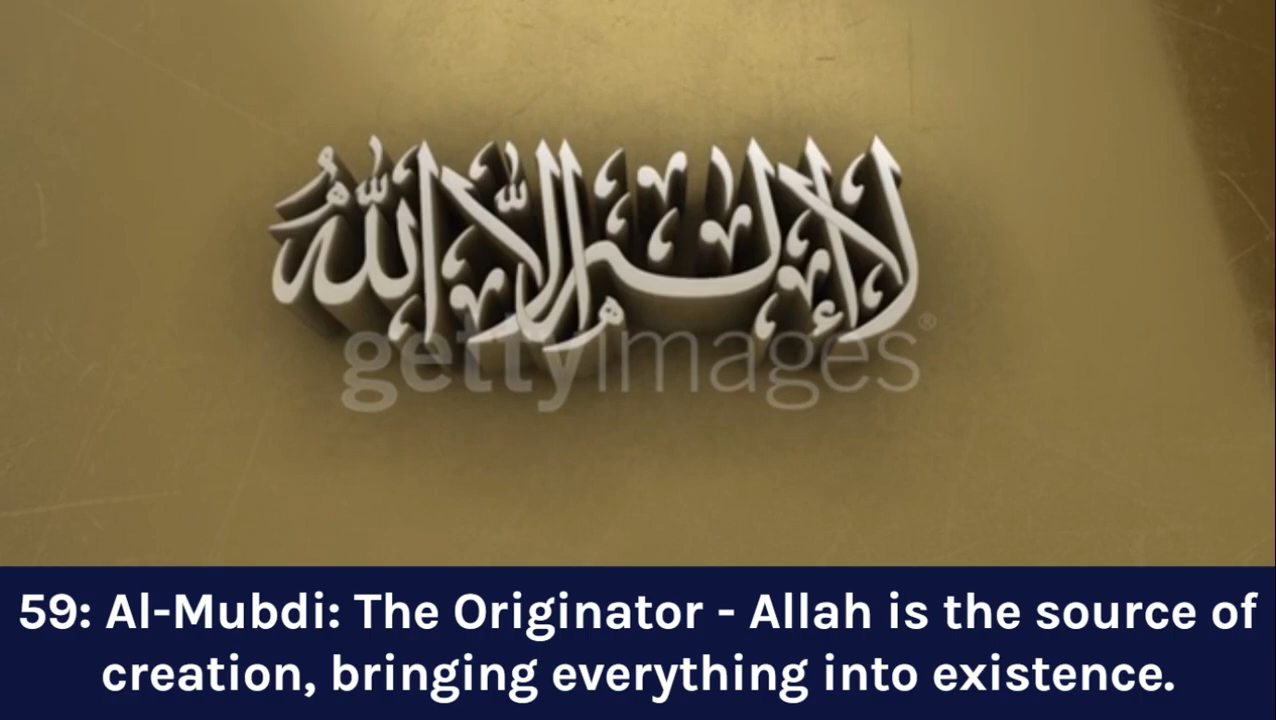 لا إله إلا الله
gettyimages®
59: Al-Mubdi: The Originator - Allah is the source of
creation, bringing everything into existence.